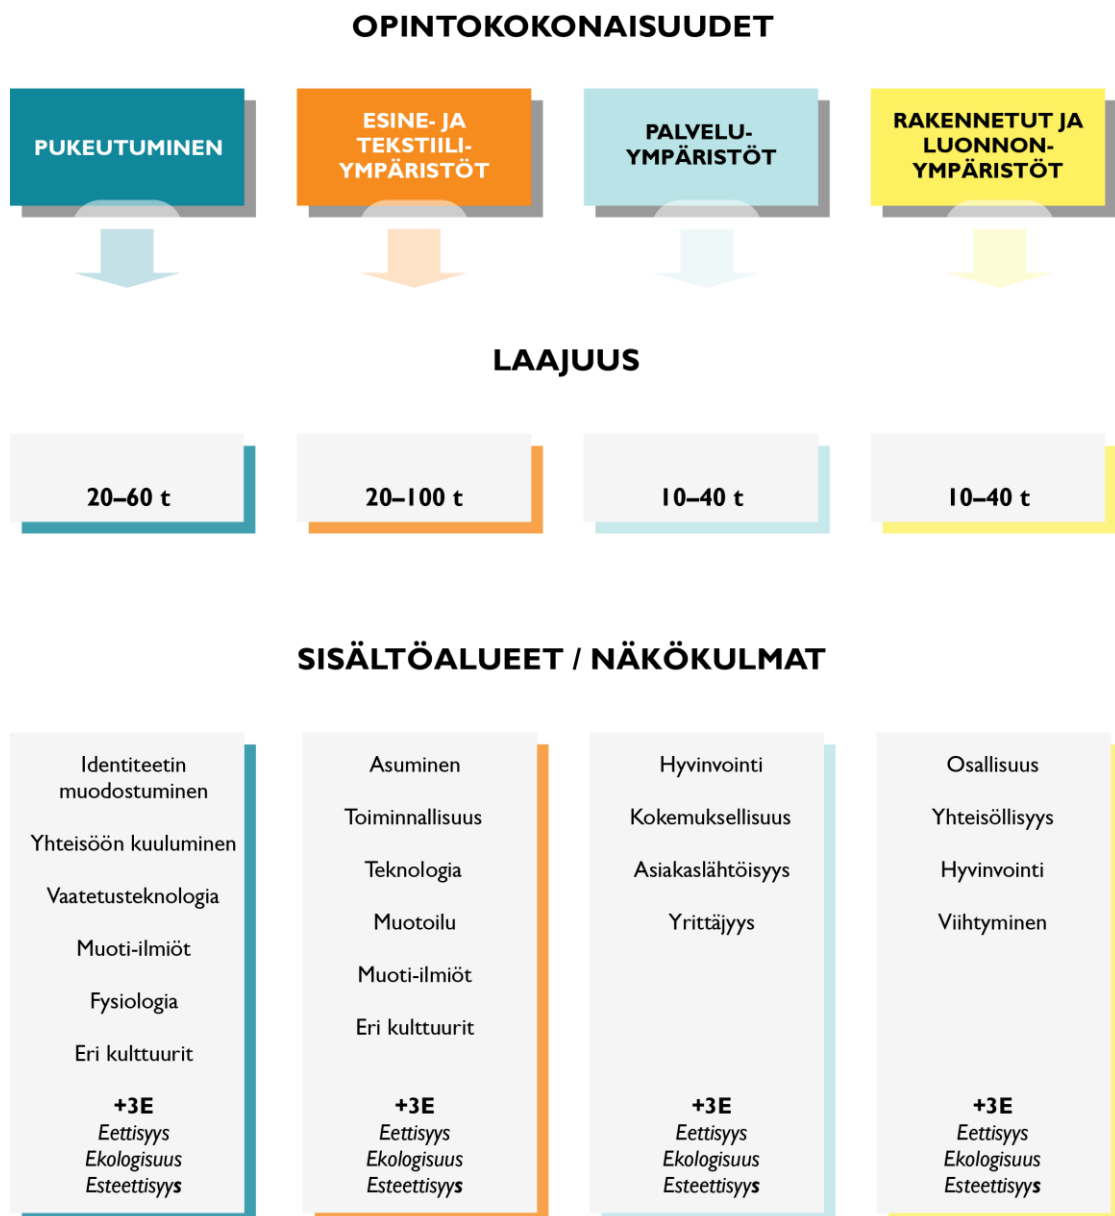 OPINTOKOKONAISUUDET
PUKEUTUMINEN
ESINE- JA
TEKSTIILI-
YMPÄRISTÖT
PALVELU-
YMPÄRISTÖT
RAKENNETUT JA
LUONNON-
YMPÄRISTÖT
LAAJUUS
20–60 t
20–100 t
10–40 t
10–40 t
SISÄLTÖALUEET / NÄKÖKULMAT
Identiteetin
muodostuminen
Yhteisöön kuuluminen
Vaatetusteknologia
Muoti-ilmiöt
Fysiologia
Eri kulttuurit
+3E
Eettisyys
Ekologisuus
Esteettisyys
Asuminen
Toiminnallisuus
Teknologia
Muotoilu
Muoti-ilmiöt
Eri kulttuurit
+3E
Eettisyys
Ekologisuus
Esteettisyys
Hyvinvointi
Kokemuksellisuus
Asiakaslähtöisyys
Yrittäjyys
+3E
Eettisyys
Ekologisuus
Esteettisyys
Osallisuus
Yhteisöllisyys
Hyvinvointi
Viihtyminen
+3E
Eettisyys
Ekologisuus
Esteettisyys